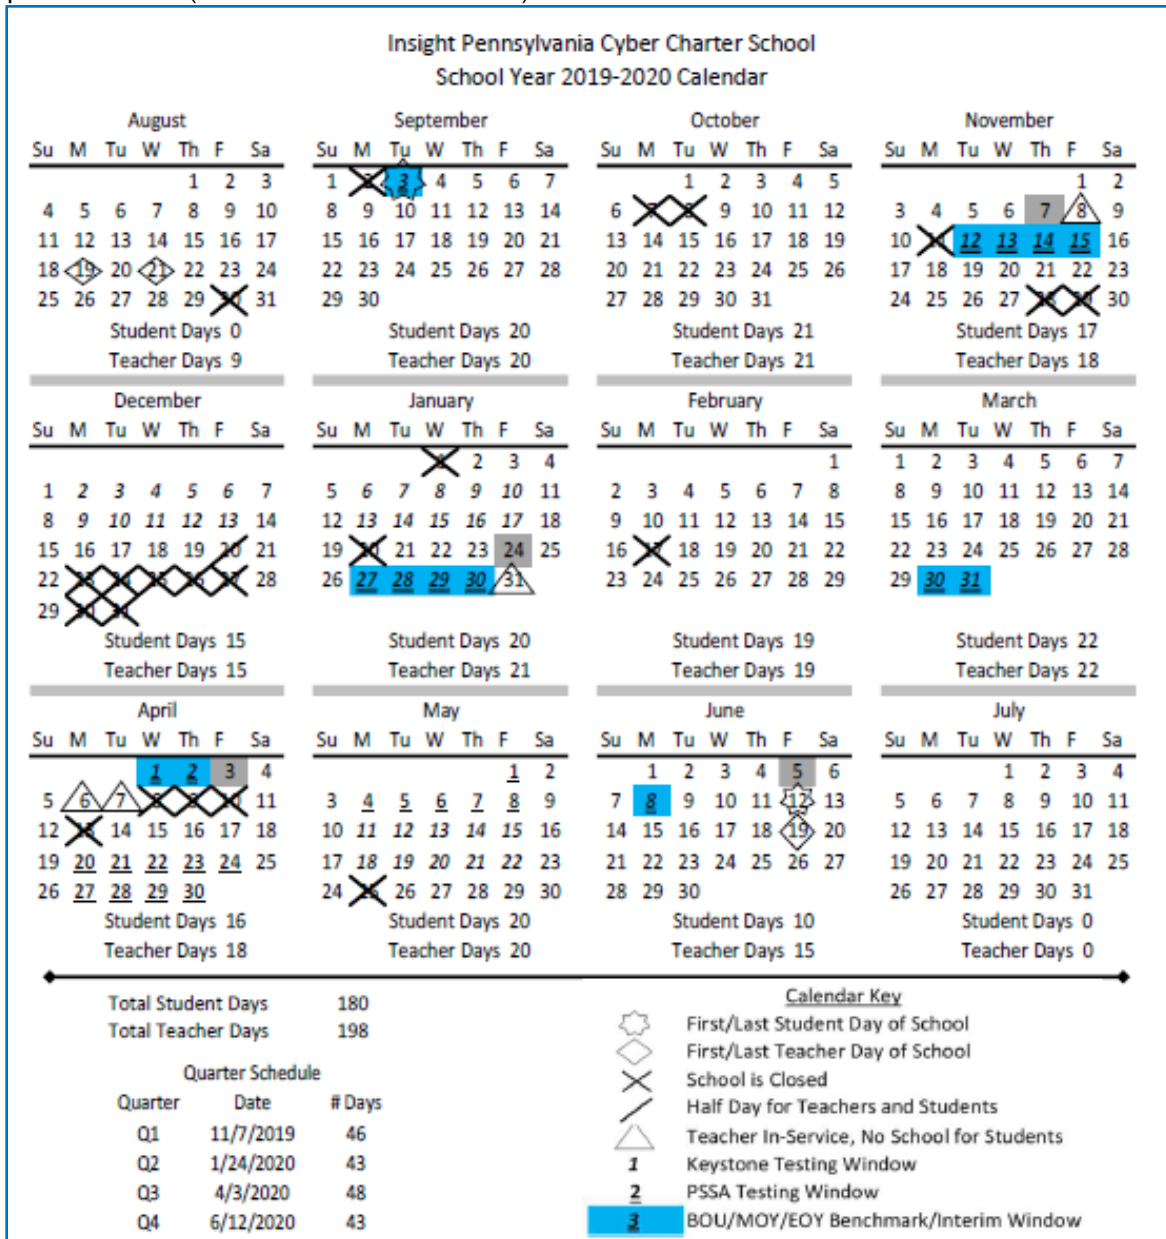 Insight Pennsylvania Cyber Charter School
School Year 2019-2020 Calendar
August September October November
Su M Tu W Th F Sa Su M Tu W Th F Sa Su M Tu W Th F Sa Su M Tu W Th F Sa
1 2 3 1 2 3 4 5 6 7 1 2 3 4 5 1 2
4 5 6 7 8 9 10 8 9 10 11 12 13 14 6 7 8 9 10 11 12 3 4 5 6 7 8 9
11 12 13 14 15 16 17 15 16 17 18 19 20 21 13 14 15 16 17 18 19 10 11 12 13 14 15 16
18 19 20 21 22 23 24 22 23 24 25 26 27 28 20 21 22 23 24 25 26 17 18 19 20 21 22 23
25 26 27 28 29 30 31 29 30 27 28 29 30 31 24 25 26 27 28 29 30
Student Days 0 Student Days 20 Student Days 21 Student Days 17
Teacher Days 9 Teacher Days 20 Teacher Days 21 Teacher Days 18
December January February March
Su M Tu W Th F Sa Su M Tu W Th F Sa Su M Tu W Th F Sa Su M Tu W Th F Sa
1 2 3 4 1 1 2 3 4 5 6 7
1 2 3 4 5 6 7 5 6 7 8 9 10 11 2 3 4 5 6 7 8 8 9 10 11 12 13 14
8 9 10 11 12 13 14 12 13 14 15 16 17 18 9 10 11 12 13 14 15 15 16 17 18 19 20 21
15 16 17 18 19 20 21 19 20 21 22 23 24 25 16 17 18 19 20 21 22 22 23 24 25 26 27 28
22 23 24 25 26 27 28 26 27 28 29 30 31 23 24 25 26 27 28 29 29 30 31
29 30 31
Student Days 15 Student Days 20 Student Days 19 Student Days 22
Teacher Days 15 Teacher Days 21 Teacher Days 19 Teacher Days 22
April May June July
Su M Tu W Th F Sa Su M Tu W Th F Sa Su M Tu W Th F Sa Su M Tu W Th F Sa
1 2 3 4 1 2 1 2 3 4 5 6 1 2 3 4
5 6 7 8 9 10 11 3 4 5 6 7 8 9 7 8 9 10 11 12 13 5 6 7 8 9 10 11
12 13 14 15 16 17 18 10 11 12 13 14 15 16 14 15 16 17 18 19 20 12 13 14 15 16 17 18
19 20 21 22 23 24 25 17 18 19 20 21 22 23 21 22 23 24 25 26 27 19 20 21 22 23 24 25
26 27 28 29 30 24 25 26 27 28 29 30 28 29 30 26 27 28 29 30 31
Student Days 16 Student Days 20 Student Days 10 Student Days 0
Teacher Days 18 Teacher Days 20 Teacher Days 15 Teacher Days 0
Total Student Days 180
Total Teacher Days 198
Quarter Schedule
Quarter Date # Days
Q1 11/7/2019 46
Q2 1/24/2020 43
Q3 4/3/2020 48
Q4 6/12/2020 43
Calendar Key
First/Last Student Day of School
First/Last Teacher Day of School
School is Closed
Half Day for Teachers and Students
Teacher In-Service, No School for Students
1 Keystone Testing Window
2 PSSA Testing Window
3 BOU/MOY/EOY Benchmark/Interim Window